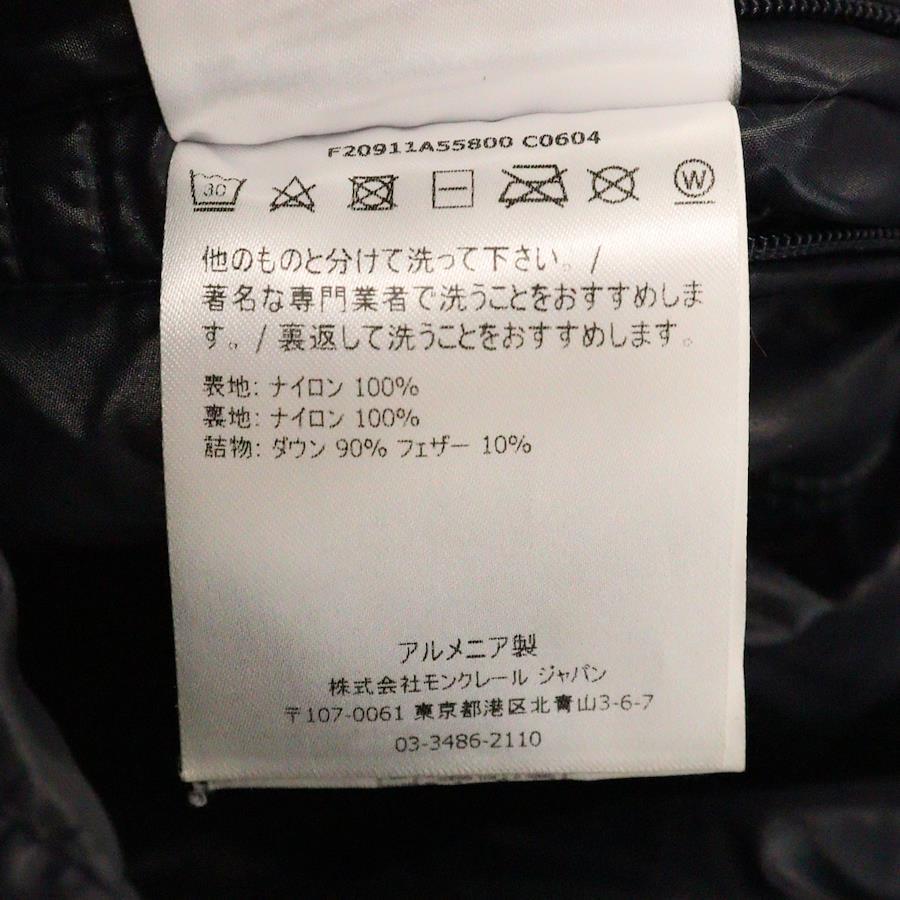 F20911A55800 C0604
30
W
他のものと分けて洗って下さい。/
著名な専門業者で洗うことをおすすめしま
す。/ 裏返して洗うことをおすすめします。
表地: ナイロン 100%
裏地: ナイロン 100%
詰物: ダウン 90% フェザー 10%
アルメニア製
株式会社モンクレール ジャパン
〒107-0061 東京都港区北青山3-6-7
03-3486-2110